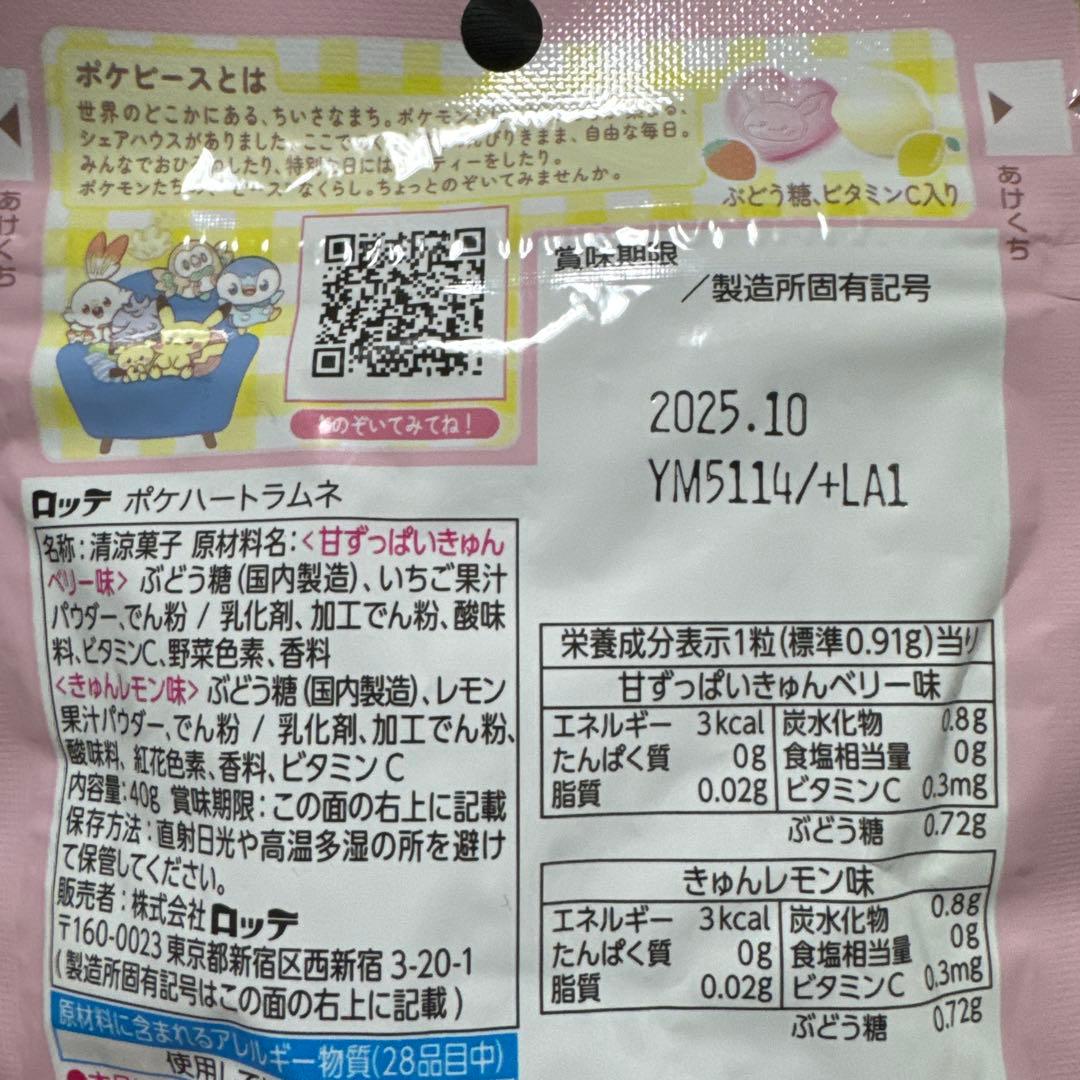 ポケピースとは
世界のどこかにある、ちいさなまち。ポケモン
シェアハウスがありました。ここで びりきまま、自由な毎日。
みんなでおひ したり、特別な日には ティーをしたり。
ポケモンたち ピース なくらし。ちょっとのぞいてみませんか。
ぶどう糖、ビタミンC入り
あけくち
あけくち
のぞいてみてね!
賞味期限
/製造所固有記号
2025.10
YM5114/+LA1
ロッテ ポケハートラムネ
名称:清涼菓子 原材料名:<甘ずっぱいきゅん
ベリー味> ぶどう糖(国内製造)、いちご果汁
パウダー、でん粉 / 乳化剤、加工でん粉、酸味
料、ビタミンC、野菜色素、香料
<きゅんレモン味> ぶどう糖(国内製造)、レモン
果汁パウダー、でん粉 / 乳化剤、加工でん粉、
酸味料、紅花色素、香料、ビタミンC
内容量:40g 賞味期限:この面の右上に記載
保存方法:直射日光や高温多湿の所を避け
て保管してください。
販売者:株式会社ロッテ
〒160-0023 東京都新宿区西新宿 3-20-1
(製造所固有記号はこの面の右上に記載)
原材料に含まれるアレルギー物質(28品目中)
栄養成分表示1粒(標準0.91g)当り
甘ずっぱいきゅんベリー味
エネルギー 3kcal 炭水化物 0.8g
たんぱく質 0g 食塩相当量 0g
脂質 0.02g ビタミンC 0.3mg
ぶどう糖 0.72g
きゅんレモン味
エネルギー 3kcal 炭水化物 0.8g
たんぱく質 0g 食塩相当量 0g
脂質 0.02g ビタミンC 0.3mg
ぶどう糖 0.72g